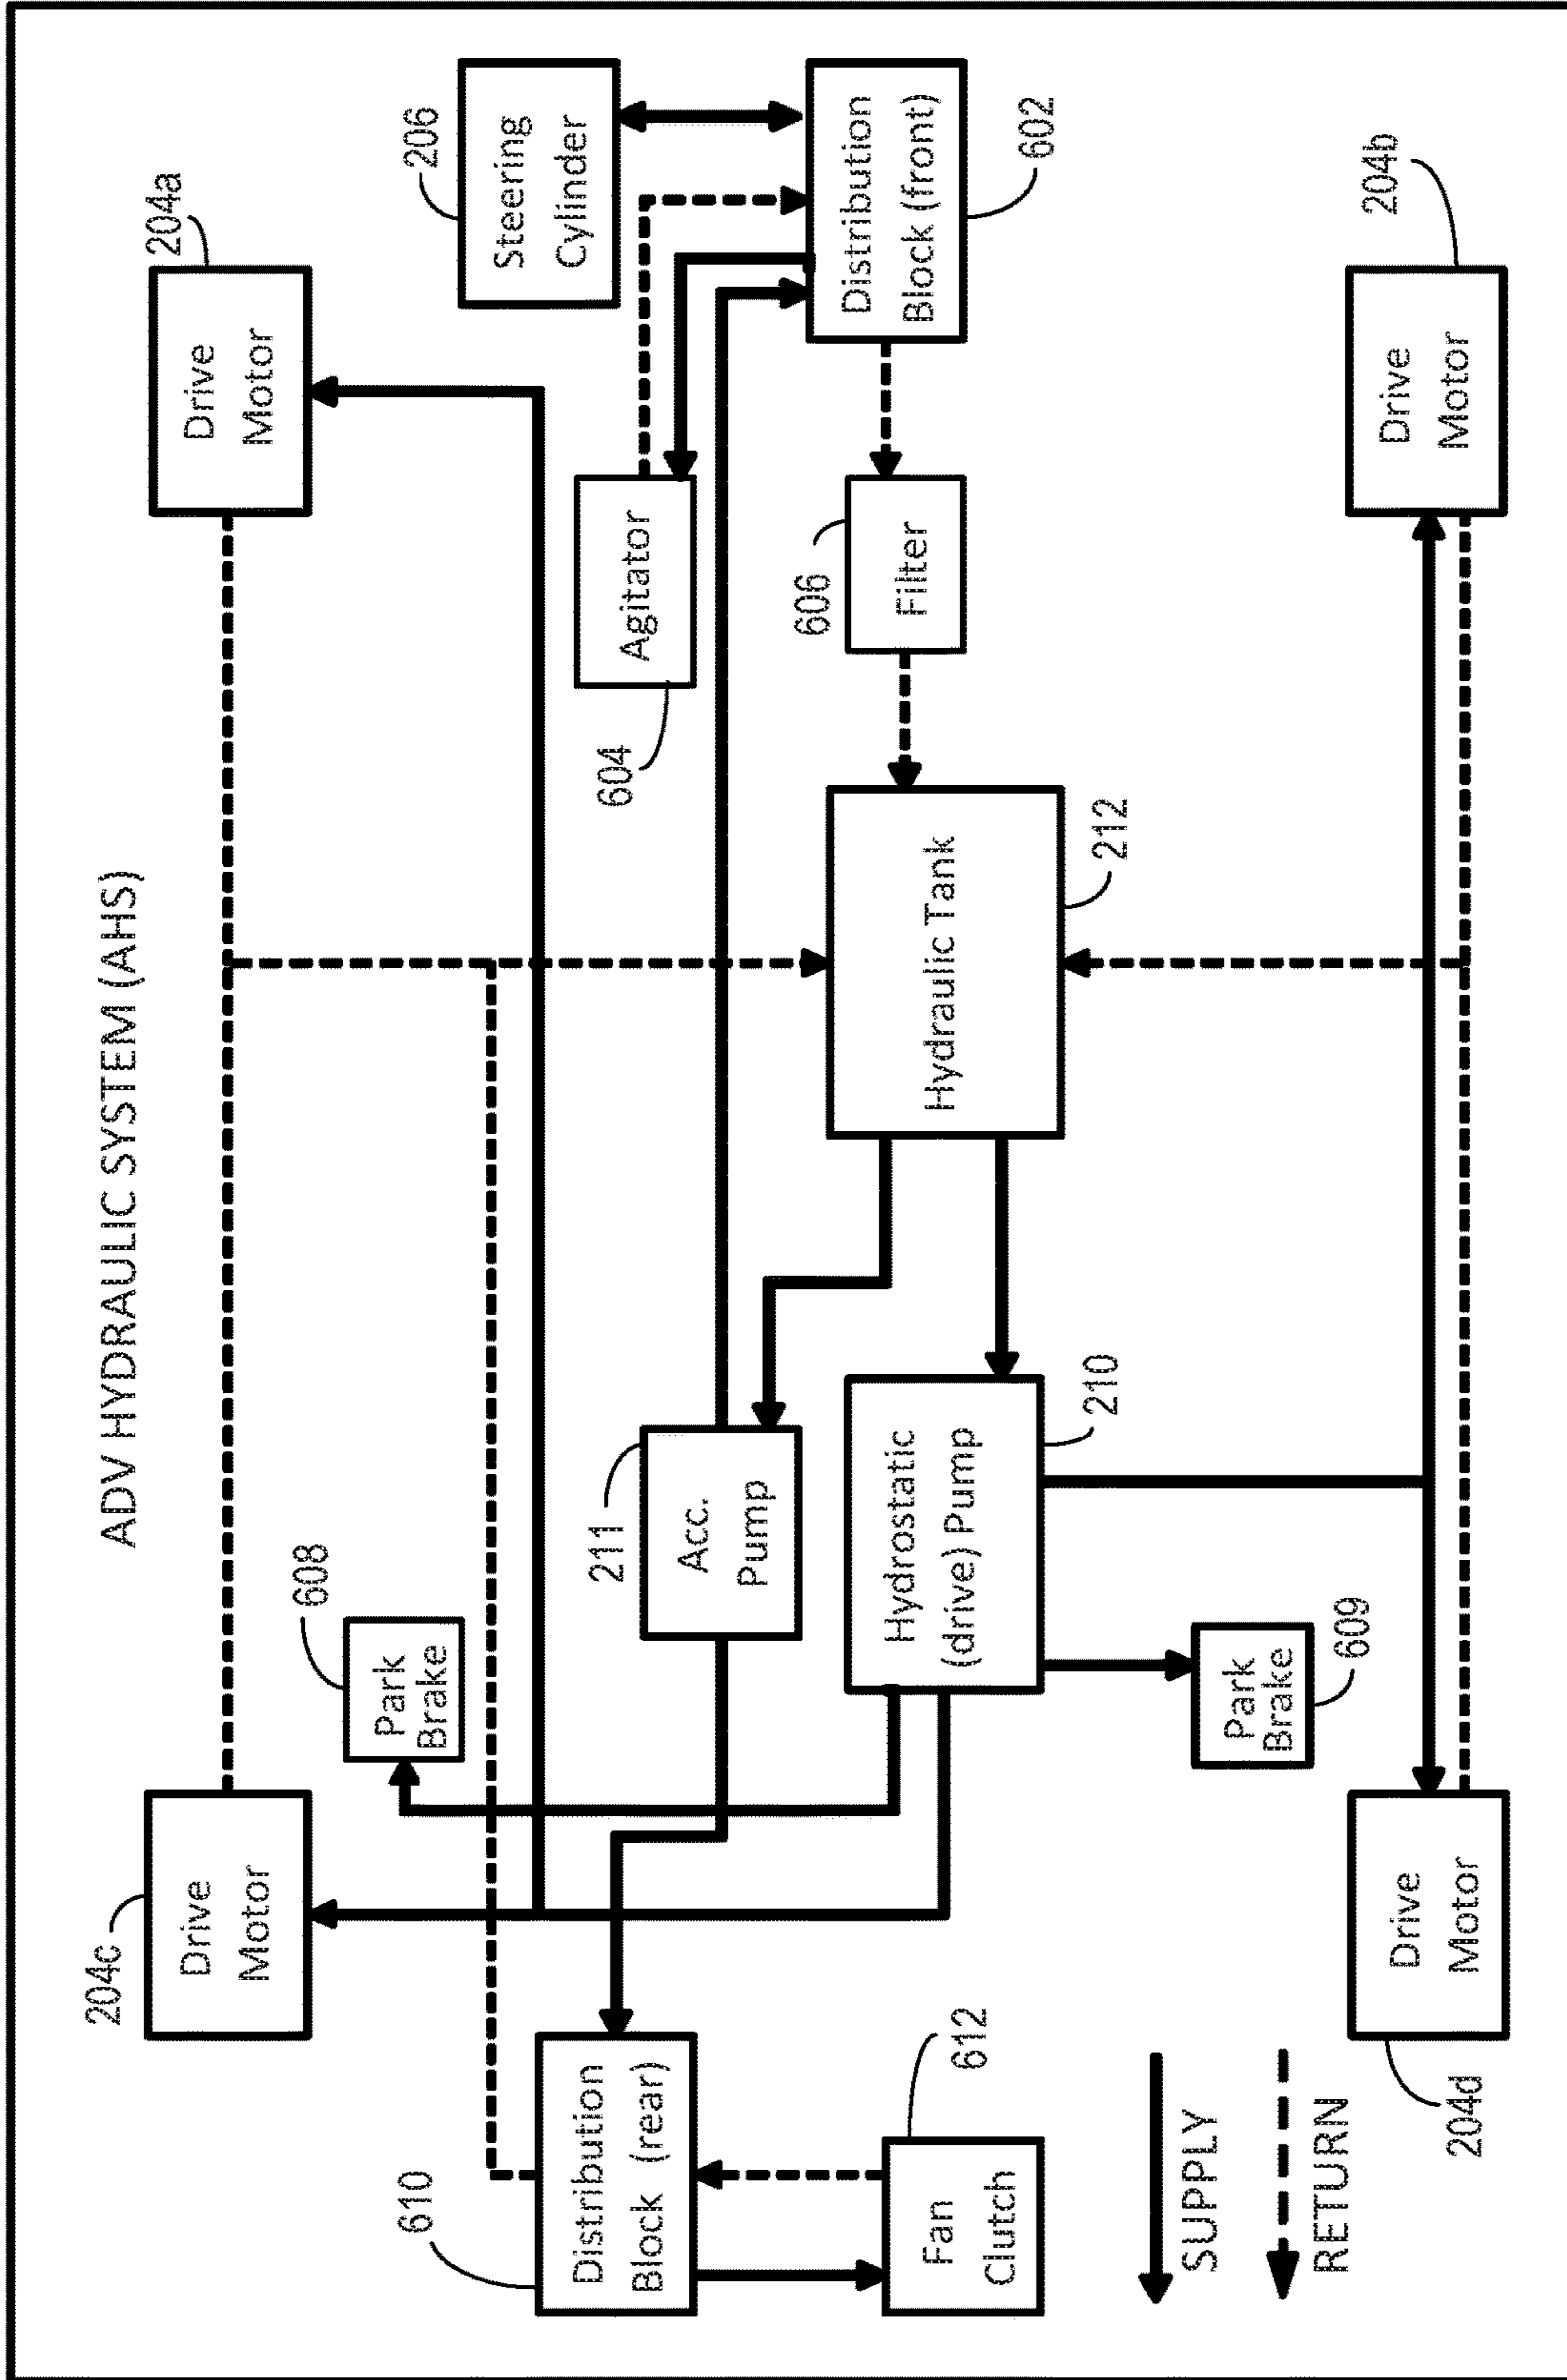 ADV HYDRAULIC SYSTEM (AHS)
204c
Drive
Motor
204a
Drive
Motor
608
Park
Brake
206
Steering
Cylinder
610
Distribution
Block (rear)
211
Acc.
Pump
604
Agitator
Distribution
Block (front)
602
606
Filter
Hydraulic Tank
212
Hydrostatic
(drive) Pump
210
612
Fan
Clutch
Park
Brake
609
SUPPLY
RETURN
204d
Drive
Motor
204b
Drive
Motor